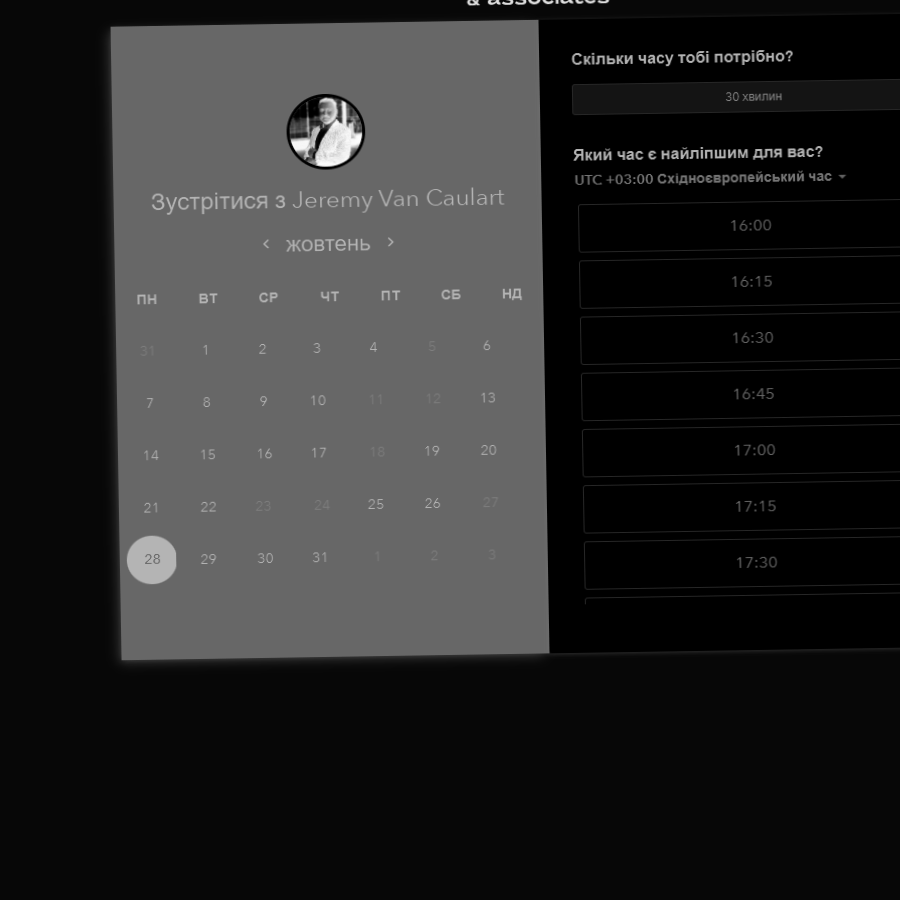 & associates
Зустрітися з Jeremy Van Caulart
жовтень
ПН ВТ СР ЧТ ПТ СБ НД
31 1 2 3 4 5 6
7 8 9 10 11 12 13
14 15 16 17 18 19 20
21 22 23 24 25 26 27
28 29 30 31 1 2 3
Скільки часу тобі потрібно?
30 хвилин
Який час є найліпшим для вас?
UTC +03:00 Східноєвропейський час
16:00
16:15
16:30
16:45
17:00
17:15
17:30